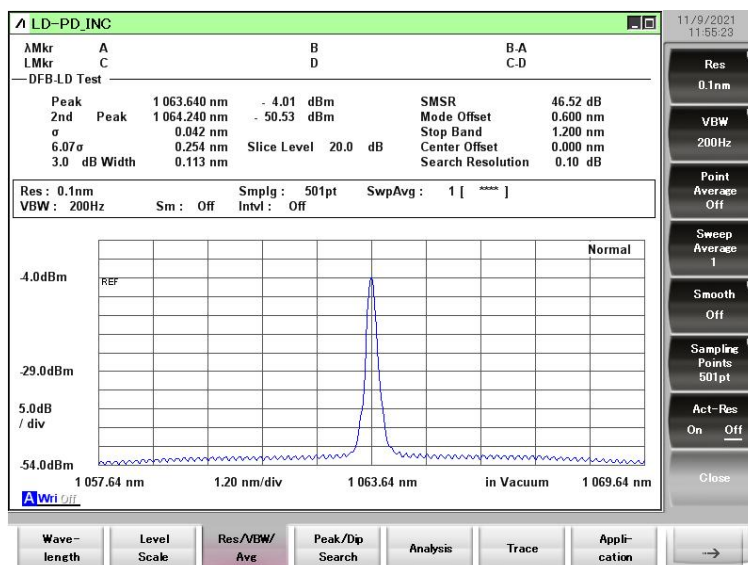 LD-PD_INC
11/9/2021
11:55:23
λMkr A B B-A
LMkr C D C-D
DFB-LD Test
Peak 1 063.640 nm - 4.01 dBm SMSR 46.52 dB
2nd Peak 1 064.240 nm - 50.53 dBm Mode Offset 0.600 nm
σ 0.042 nm Stop Band 1.200 nm
6.07σ 0.254 nm Slice Level 20.0 dB Center Offset 0.000 nm
3.0 dB Width 0.113 nm Search Resolution 0.10 dB
Res : 0.1nm Smplg : 501pt SwpAvg : 1 [ **** ]
VBW : 200Hz Sm : Off Intvl : Off
Normal
-4.0dBm
REF
-29.0dBm
5.0dB
/ div
-54.0dBm
1 057.64 nm 1.20 nm/div 1 063.64 nm in Vacuum 1 069.64 nm
A Wri Off
Res
0.1nm
VBW
200Hz
Point
Average
Off
Sweep
Average
1
Smooth
Off
Sampling
Points
501pt
Act-Res
On Off
Close
Wave-
length
Level
Scale
Res/VBW/
Avg
Peak/Dip
Search
Analysis
Trace
Appli-
cation
→